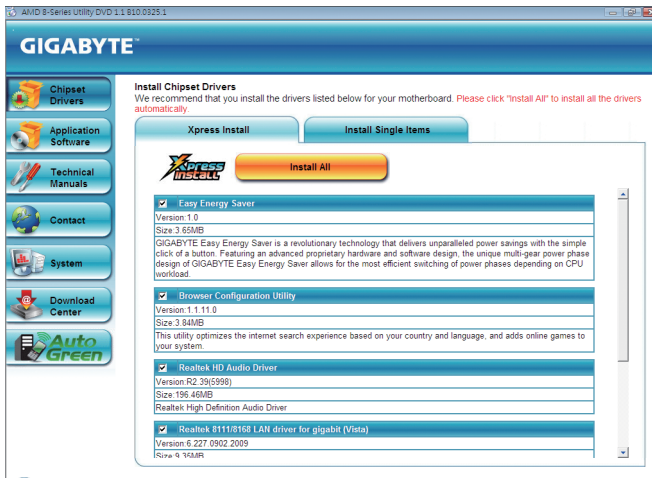 AMD 8-Series Utility DVD 1.1 B10.0325.1
GIGABYTE™
Chipset
Drivers
Application
Software
Technical
Manuals
Contact
System
Download
Center
Auto
Green
Install Chipset Drivers
We recommend that you install the drivers listed below for your motherboard. Please click "Install All" to install all the drivers
automatically.
Xpress Install
Install Single Items
Xpress
Install
Install All
Easy Energy Saver
Version:1.0
Size:3.65MB
GIGABYTE Easy Energy Saver is a revolutionary technology that delivers unparalleled power savings with the simple
click of a button. Featuring an advanced proprietary hardware and software design, the unique multi-gear power phase
design of GIGABYTE Easy Energy Saver allows for the most efficient switching of power phases depending on CPU
workload.
Browser Configuration Utility
Version:1.1.11.0
Size:3.84MB
This utility optimizes the internet search experience based on your country and language, and adds online games to
your system.
Realtek HD Audio Driver
Version:R2.39(5998)
Size:196.46MB
Realtek High Definition Audio Driver
Realtek 8111/8168 LAN driver for gigabit (Vista)
Version:6.227.0902.2009
Size:9.35MB